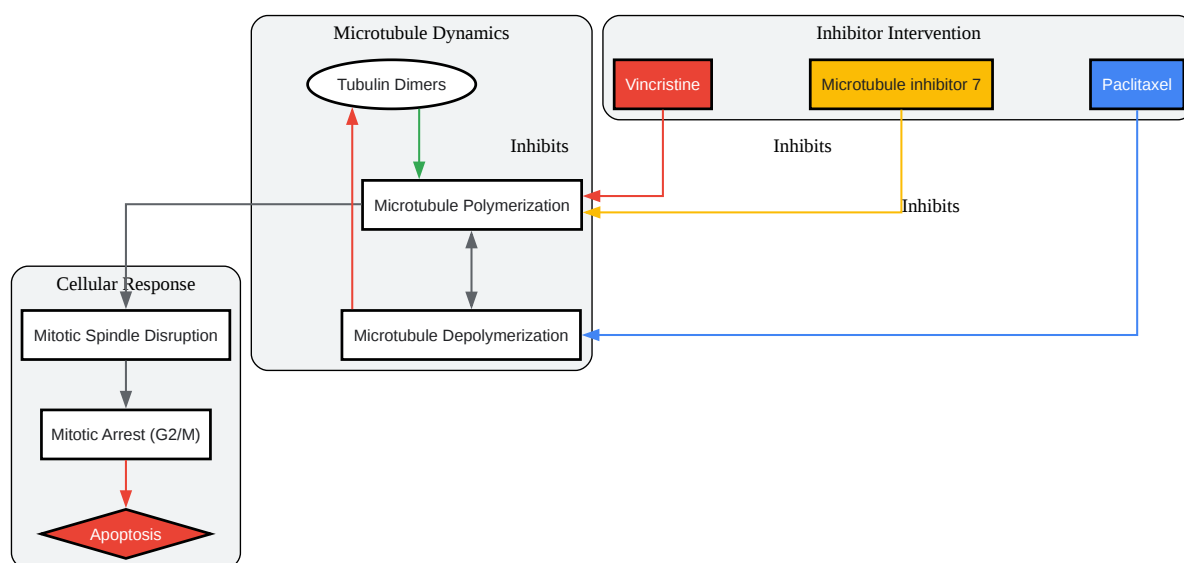 Microtubule Dynamics
Inhibitor Intervention
Tubulin Dimers
Vincristine
Microtubule inhibitor 7
Paclitaxel
Inhibits
Inhibits
Microtubule Polymerization
Inhibits
Cellular Response
Mitotic Spindle Disruption
Microtubule Depolymerization
Mitotic Arrest (G2/M)
Apoptosis